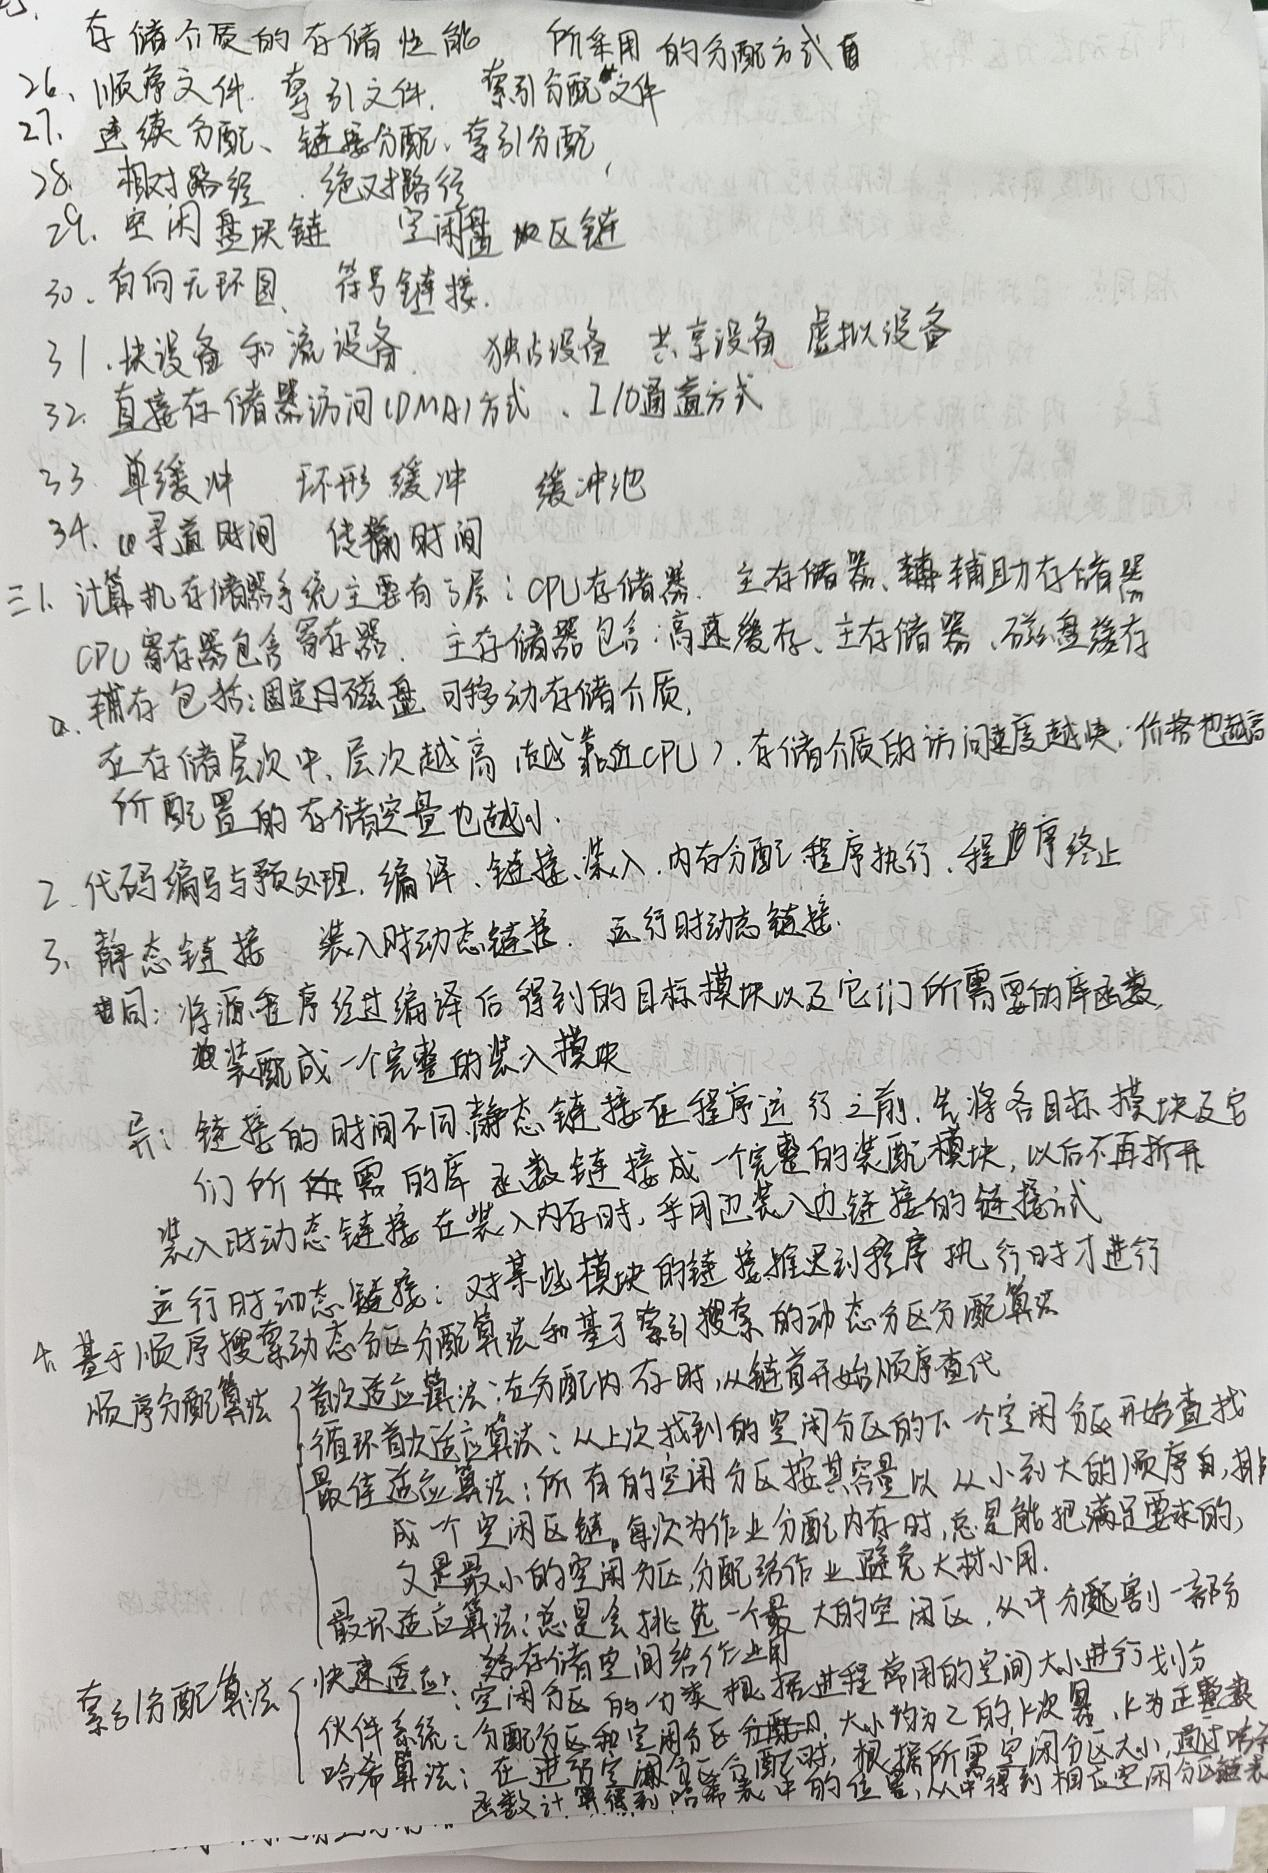 存储介质的存储性能 所采用的分配方式有
26、顺序文件、索引文件、索引分配文件
27、连续分配、链接分配、索引分配
28、相对路径、绝对路径
29、空闲盘块链 空闲盘区链
30、有向无环图、符号链接.
31、块设备和流设备、 独占设备 共享设备 虚拟设备
32、直接存储器访问(DMA)方式、I/O通道方式
33 单缓冲 环形缓冲 缓冲池
34、寻道时间 传输时间
三1、计算机存储器系统主要有3层:CPU存储器、主存储器、辅助存储器
CPU寄存器包含寄存器、主存储器包含:高速缓存、主存储器、磁盘缓存
辅存包括:固定磁盘 可移动存储介质,
在存储层次中,层次越高(越靠近CPU),存储介质的访问速度越快,价格也越高
所配置的存储容量也越小.
2、代码编写与预处理,编译、链接、装入、内存分配 程序执行、程序终止
3、静态链接 装入时动态链接. 运行时动态链接.
同:将源程序经过编译后得到的目标模块以及它们所需要的库函数,
装配成一个完整的装入模块
异:链接的时间不同,静态链接在程序运行之前,先将各目标模块及它
们所需的库函数链接成一个完整的装配模块,以后不再拆开
装入时动态链接在装入内存时,采用边装入边链接的链接方式
运行时动态链接:对某些模块的链接推迟到程序执行时才进行
4、基于顺序搜索动态分区分配算法和基于索引搜索的动态分区分配算法
顺序分配算法 首次适应算法:在分配内存时,从链首开始顺序查找
循环首次适应算法:从上次找到的空闲分区的下一个空闲分区开始查找
最佳适应算法:所有的空闲分区按其容量以从小到大的顺序,排
成一个空闲区链,每次为作业分配内存时,总是能把满足要求的,
又是最小的空闲分区,分配给作业 避免大材小用.
最坏适应算法:总是会挑选一个最大的空闲区,从中分割一部分
存储空间给作业用
索引分配算法 快速适应:空闲分区的分类根据进程常用的空间大小进行划分
伙伴系统:分配分区和空闲分区,大小均为2的k次幂,k为正整数
哈希算法:在进行空闲分区分配时,根据所需空闲分区大小,通过哈希
函数计算得到哈希表中的位置,从中得到相应空闲分区链表